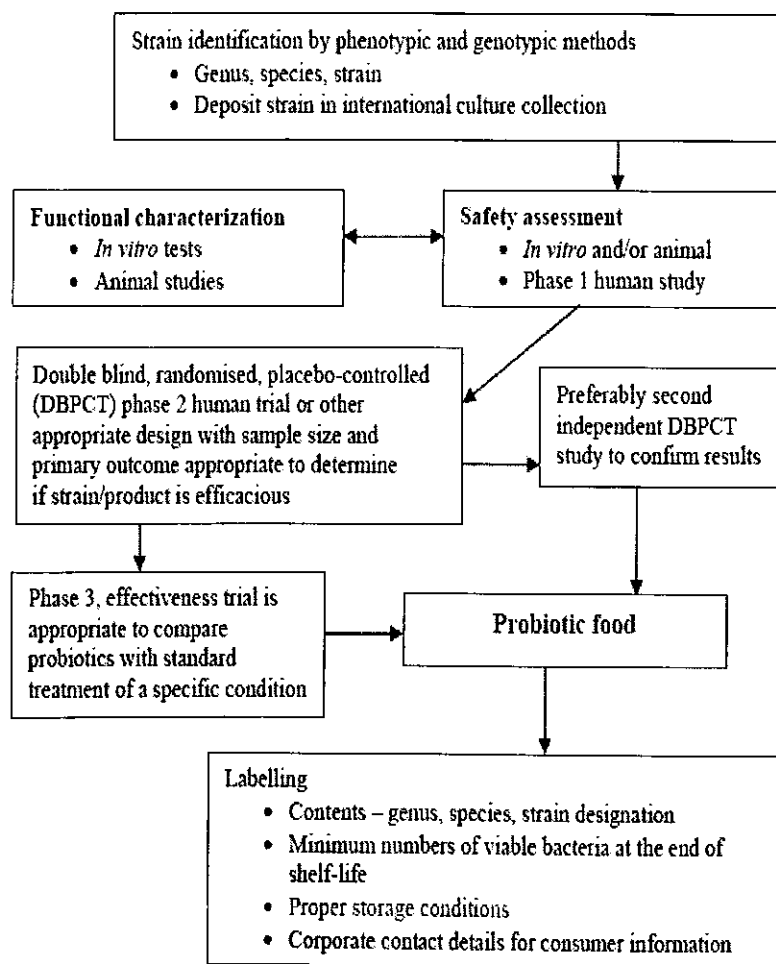 Strain identification by phenotypic and genotypic methods
• Genus, species, strain
• Deposit strain in international culture collection
Functional characterization
• In vitro tests
• Animal studies
Safety assessment
• In vitro and/or animal
• Phase 1 human study
Double blind, randomised, placebo-controlled
(DBPCT) phase 2 human trial or other
appropriate design with sample size and
primary outcome appropriate to determine
if strain/product is efficacious
Preferably second
independent DBPCT
study to confirm results
Phase 3, effectiveness trial is
appropriate to compare
probiotics with standard
treatment of a specific condition
Probiotic food
Labelling
• Contents – genus, species, strain designation
• Minimum numbers of viable bacteria at the end of
shelf-life
• Proper storage conditions
• Corporate contact details for consumer information